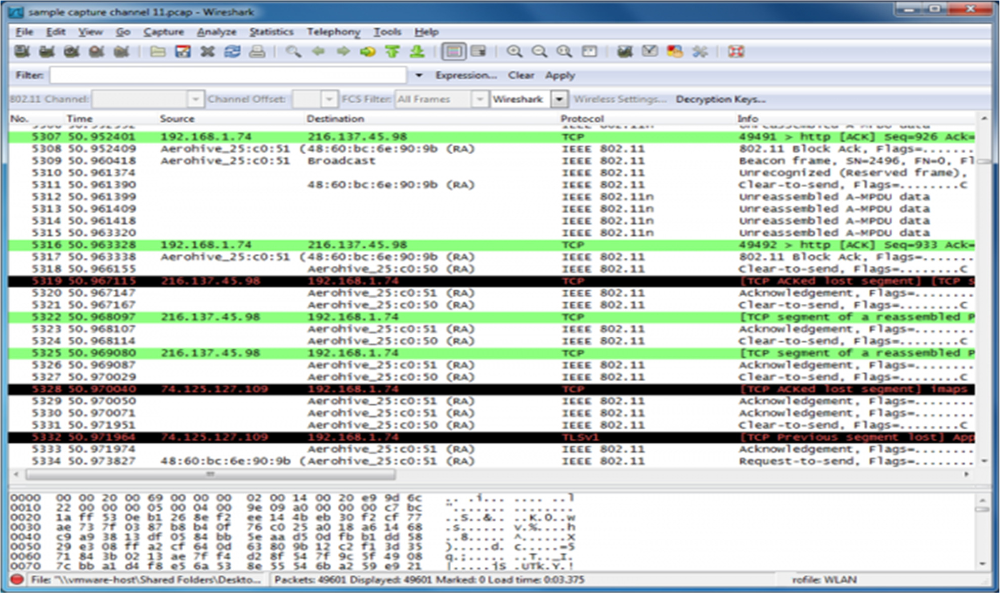 sample capture channel 11.pcap - Wireshark
File Edit View Go Capture Analyze Statistics Telephony Tools Help
Filter: Expression... Clear Apply
802.11 Channel: Channel Offset: FCS Filter: All Frames Wireshark Wireless Settings... Decryption Keys...
No. Time Source Destination Protocol Info
5307 50.952401 192.168.1.74 216.137.45.98 TCP 49491 > http [ACK] Seq=926 Ack=
5308 50.952409 Aerohive_25:c0:51 (48:60:bc:6e:90:9b (RA) IEEE 802.11 802.11 Block Ack, Flags=........
5309 50.960418 Aerohive_25:c0:51 Broadcast IEEE 802.11 Beacon frame, SN=2496, FN=0, Fl
5310 50.961374 IEEE 802.11 Unrecognized (Reserved frame),
5311 50.961390 48:60:bc:6e:90:9b (RA) IEEE 802.11 Clear-to-send, Flags=........C
5312 50.961399 IEEE 802.11n Unreassembled A-MPDU data
5313 50.961409 IEEE 802.11n Unreassembled A-MPDU data
5314 50.961418 IEEE 802.11n Unreassembled A-MPDU data
5315 50.963320 IEEE 802.11n Unreassembled A-MPDU data
5316 50.963328 192.168.1.74 216.137.45.98 TCP 49492 > http [ACK] Seq=933 Ack=
5317 50.963338 Aerohive_25:c0:51 (48:60:bc:6e:90:9b (RA) IEEE 802.11 802.11 Block Ack, Flags=.......
5318 50.966155 Aerohive_25:c0:50 (RA) IEEE 802.11 Clear-to-send, Flags=........C
5319 50.967115 216.137.45.98 192.168.1.74 TCP [TCP ACKed lost segment] [TCP S
5320 50.967147 Aerohive_25:c0:51 (RA) IEEE 802.11 Acknowledgement, Flags=........
5321 50.967167 Aerohive_25:c0:50 (RA) IEEE 802.11 Clear-to-send, Flags=........C
5322 50.968097 216.137.45.98 192.168.1.74 TCP [TCP segment of a reassembled P
5323 50.968107 Aerohive_25:c0:51 (RA) IEEE 802.11 Acknowledgement, Flags=........
5324 50.968114 Aerohive_25:c0:50 (RA) IEEE 802.11 Clear-to-send, Flags=........C
5325 50.969080 216.137.45.98 192.168.1.74 TCP [TCP segment of a reassembled P
5326 50.969087 Aerohive_25:c0:51 (RA) IEEE 802.11 Acknowledgement, Flags=........
5327 50.970029 Aerohive_25:c0:50 (RA) IEEE 802.11 Clear-to-send, Flags=........C
5328 50.970040 74.125.127.109 192.168.1.74 TCP [TCP ACKed lost segment] imaps
5329 50.970050 Aerohive_25:c0:51 (RA) IEEE 802.11 Acknowledgement, Flags=........
5330 50.970071 Aerohive_25:c0:51 (RA) IEEE 802.11 Acknowledgement, Flags=........
5331 50.971951 Aerohive_25:c0:50 (RA) IEEE 802.11 Clear-to-send, Flags=........C
5332 50.971964 74.125.127.109 192.168.1.74 TLSv1 [TCP Previous segment lost] App
5333 50.971974 Aerohive_25:c0:51 (RA) IEEE 802.11 Acknowledgement, Flags=........
5334 50.973827 48:60:bc:6e:90:9b (Aerohive_25:c0:51 (RA) IEEE 802.11 Request-to-send, Flags=........
0000 00 00 20 00 69 00 00 00 02 00 14 00 20 e9 9d 6c .. .i... .... ..l
0010 22 00 00 00 05 00 04 00 9e 09 a0 00 00 00 c7 bc "....... ........
0020 1a ff 53 0e b1 26 8e f2 ee 14 4b eb 30 f2 cf 77 ..S..&.. ..K.0..w
0030 ae 73 7f 03 87 b8 b4 0f 76 c0 25 a0 18 a6 14 68 .s...... v.%....h
0040 c9 a9 38 13 df 05 84 bb 5e aa d5 0d fb b1 dd 58 ..8..... ^......X
0050 29 e3 08 ff a2 cf 64 0d 63 80 9b 12 c2 f1 3d 35 ).....d. c.....=5
0060 71 84 3b 02 13 ae 7f f4 d2 8f 54 7f 9c 5f 49 08 q.;..... ..T.._I.
0070 7c bb a1 d4 f8 e5 6a 53 8e 55 54 6b a2 59 e9 21 |.....jS .UTk.Y.!
File: "\\vmware-host\Shared Folders\Deskto... Packets: 49601 Displayed: 49601 Marked: 0 Load time: 0:03.375 rofile: WLAN